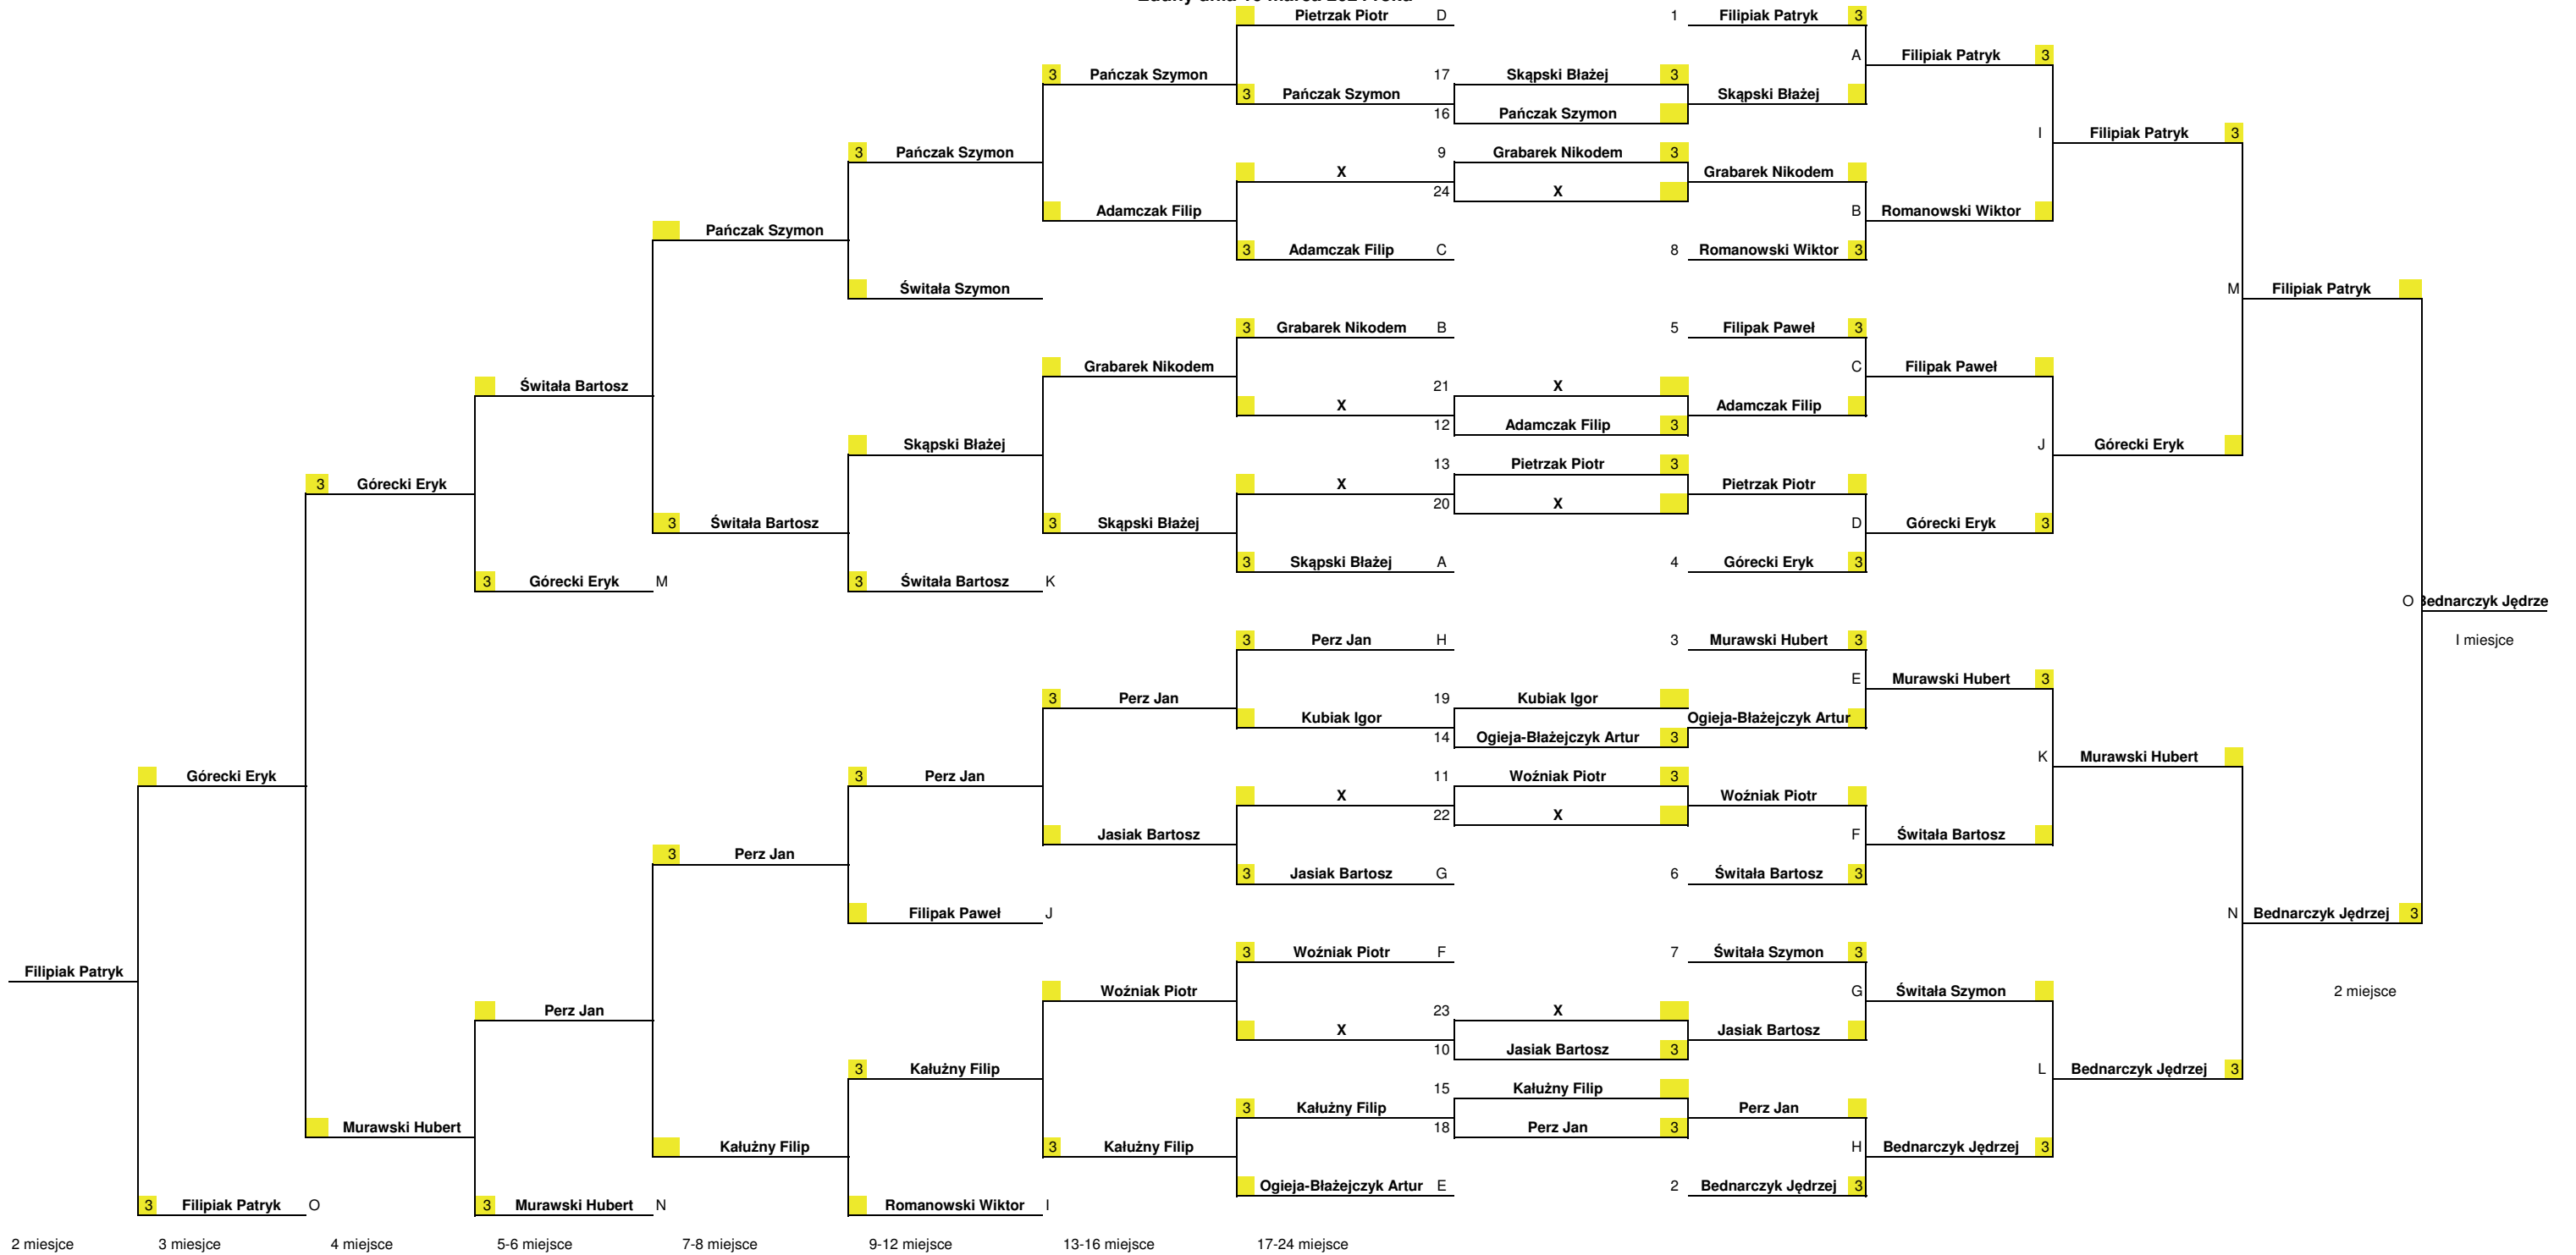 Pietrzak Piotr D 1 Filipiak Patryk 3
A Filipiak Patryk 3
3 Pańczak Szymon 17 Skąpski Błażej 3
3 Pańczak Szymon Skąpski Błażej
16 Pańczak Szymon
I Filipiak Patryk 3
3 Pańczak Szymon 9 Grabarek Nikodem 3
X Grabarek Nikodem
24 X
Adamczak Filip B Romanowski Wiktor
Pańczak Szymon
3 Adamczak Filip C 8 Romanowski Wiktor 3
Świtała Szymon M Filipiak Patryk
3 Grabarek Nikodem B 5 Filipak Paweł 3
Grabarek Nikodem C Filipak Paweł
Świtała Bartosz 21 X
X Adamczak Filip
12 Adamczak Filip 3
Skąpski Błażej J Górecki Eryk
13 Pietrzak Piotr 3
3 Górecki Eryk X Pietrzak Piotr
20 X
3 Świtała Bartosz 3 Skąpski Błażej D Górecki Eryk 3
3 Skąpski Błażej A 4 Górecki Eryk 3
3 Górecki Eryk M 3 Świtała Bartosz K
O Bednarczyk Jędrze
3 Perz Jan H 3 Murawski Hubert 3 I miesjce
E Murawski Hubert 3
3 Perz Jan 19 Kubiak Igor
Kubiak Igor Ogieja-Błażejczyk Artur
14 Ogieja-Błażejczyk Artur 3
K Murawski Hubert
Górecki Eryk 3 Perz Jan 11 Woźniak Piotr 3
X Woźniak Piotr
22 X
Jasiak Bartosz F Świtała Bartosz
3 Perz Jan
3 Jasiak Bartosz G 6 Świtała Bartosz 3
Filipak Paweł J N Bednarczyk Jędrzej 3
3 Woźniak Piotr F 7 Świtała Szymon 3
Filipiak Patryk
Woźniak Piotr G Świtała Szymon 2 miejsce
Perz Jan 23 X
X Jasiak Bartosz
10 Jasiak Bartosz 3
3 Kałużny Filip L Bednarczyk Jędrzej 3
15 Kałużny Filip
3 Kałużny Filip Perz Jan
Murawski Hubert 18 Perz Jan 3
Kałużny Filip 3 Kałużny Filip H Bednarczyk Jędrzej 3
Ogieja-Błażejczyk Artur E 2 Bednarczyk Jędrzej 3
3 Filipiak Patryk O 3 Murawski Hubert N Romanowski Wiktor I
2 miesjce 3 miejsce 4 miejsce 5-6 miejsce 7-8 miejsce 9-12 miejsce 13-16 miejsce 17-24 miejsce